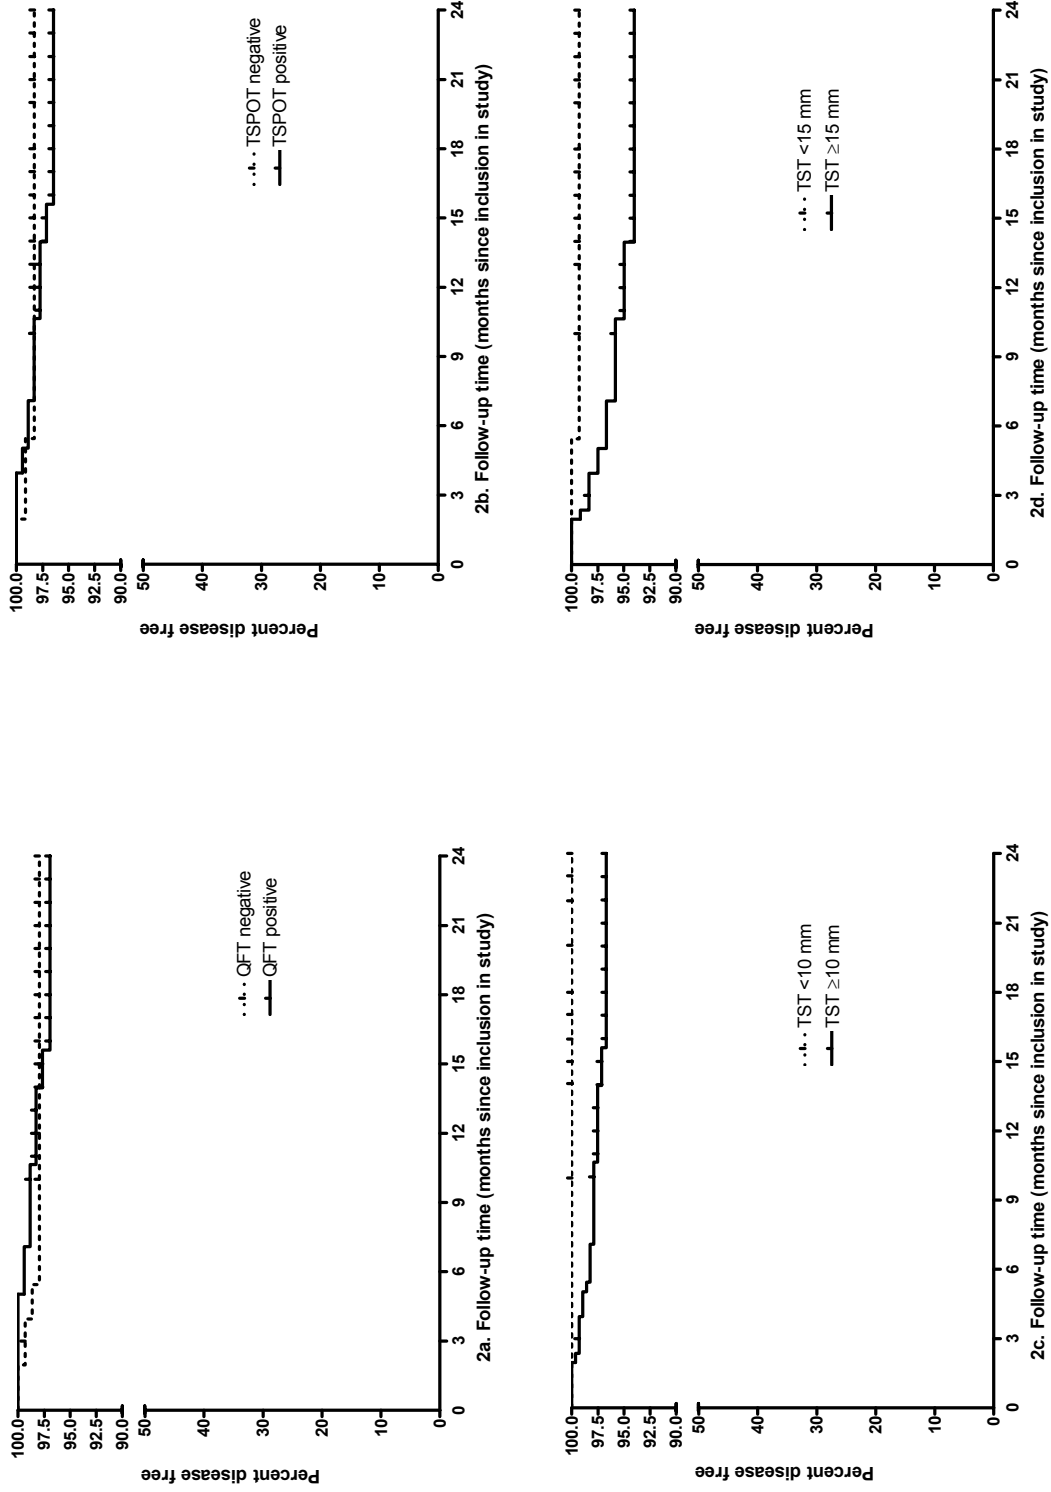 Percent disease free
100.0
97.5
95.0
92.5
90.0
50
40
30
20
10
0
QFT negative
QFT positive
0 3 6 9 12 15 18 21 24
2a. Follow-up time (months since inclusion in study)
Percent disease free
100.0
97.5
95.0
92.5
90.0
50
40
30
20
10
0
TSPOT negative
TSPOT positive
0 3 6 9 12 15 18 21 24
2b. Follow-up time (months since inclusion in study)
Percent disease free
100.0
97.5
95.0
92.5
90.0
50
40
30
20
10
0
TST <10 mm
TST ≥10 mm
0 3 6 9 12 15 18 21 24
2c. Follow-up time (months since inclusion in study)
Percent disease free
100.0
97.5
95.0
92.5
90.0
50
40
30
20
10
0
TST <15 mm
TST ≥15 mm
0 3 6 9 12 15 18 21 24
2d. Follow-up time (months since inclusion in study)